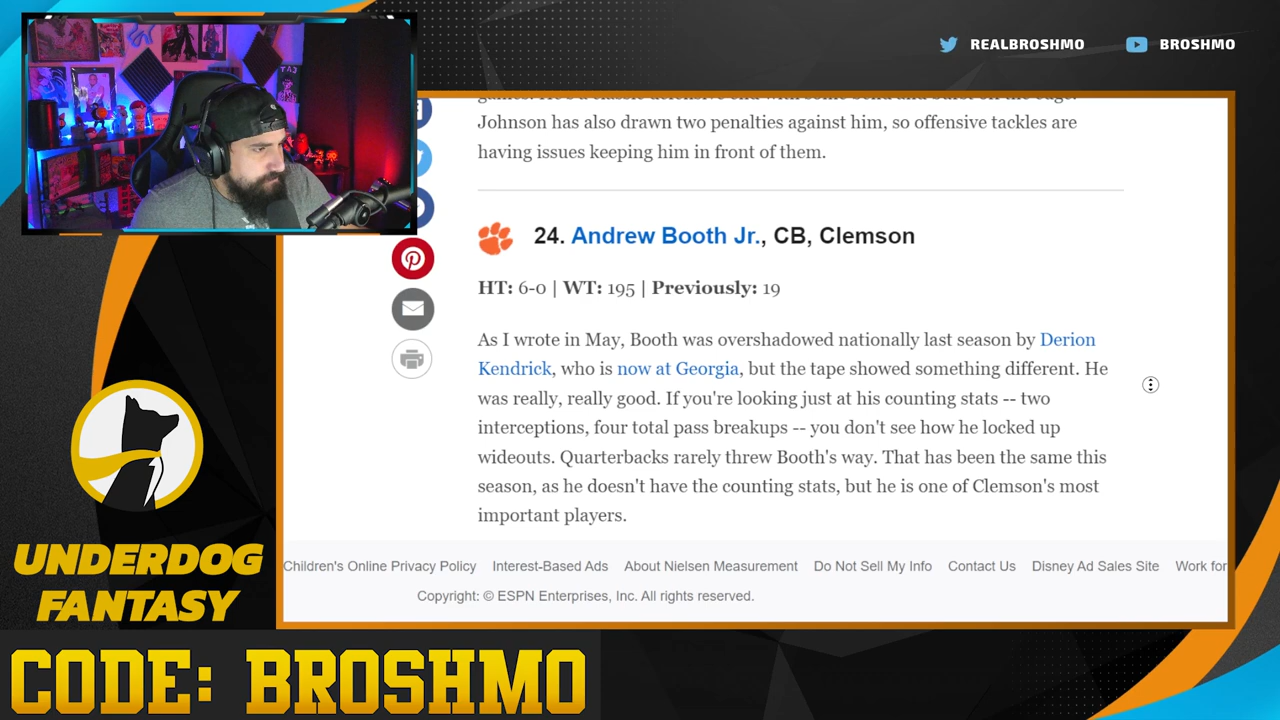 REALBROSHMO
BROSHMO
Johnson has also drawn two penalties against him, so offensive tackles are
having issues keeping him in front of them.
24. Andrew Booth Jr., CB, Clemson
HT: 6-0 | WT: 195 | Previously: 19
As I wrote in May, Booth was overshadowed nationally last season by Derion
Kendrick, who is now at Georgia, but the tape showed something different. He
was really, really good. If you're looking just at his counting stats -- two
interceptions, four total pass breakups -- you don't see how he locked up
wideouts. Quarterbacks rarely threw Booth's way. That has been the same this
season, as he doesn't have the counting stats, but he is one of Clemson's most
important players.
Children's Online Privacy Policy Interest-Based Ads About Nielsen Measurement Do Not Sell My Info Contact Us Disney Ad Sales Site Work for
Copyright: © ESPN Enterprises, Inc. All rights reserved.
UNDERDOG
FANTASY
CODE: BROSHMO